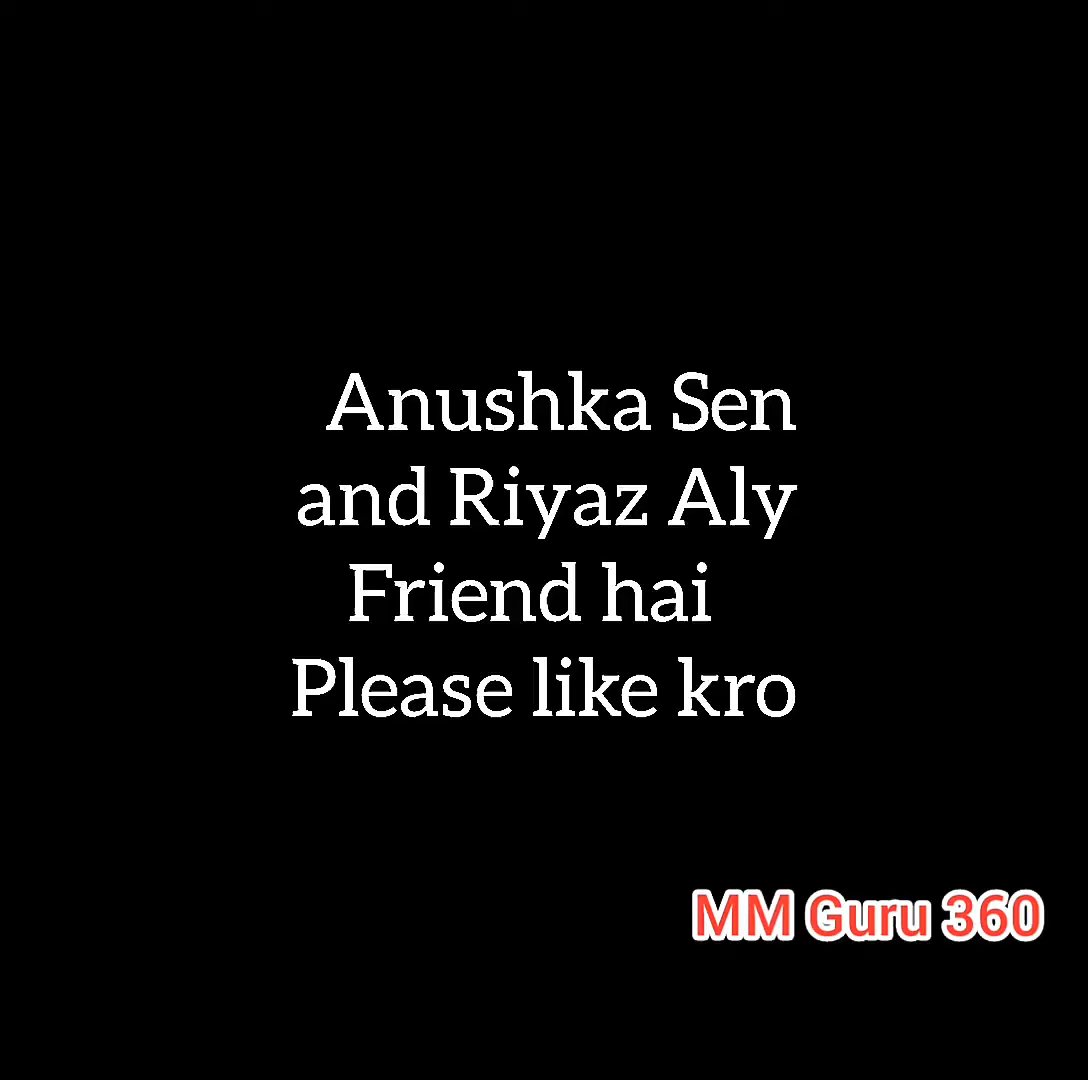 Anushka Sen
and Riyaz Aly
Friend hai
Please like kro
MM Guru 360